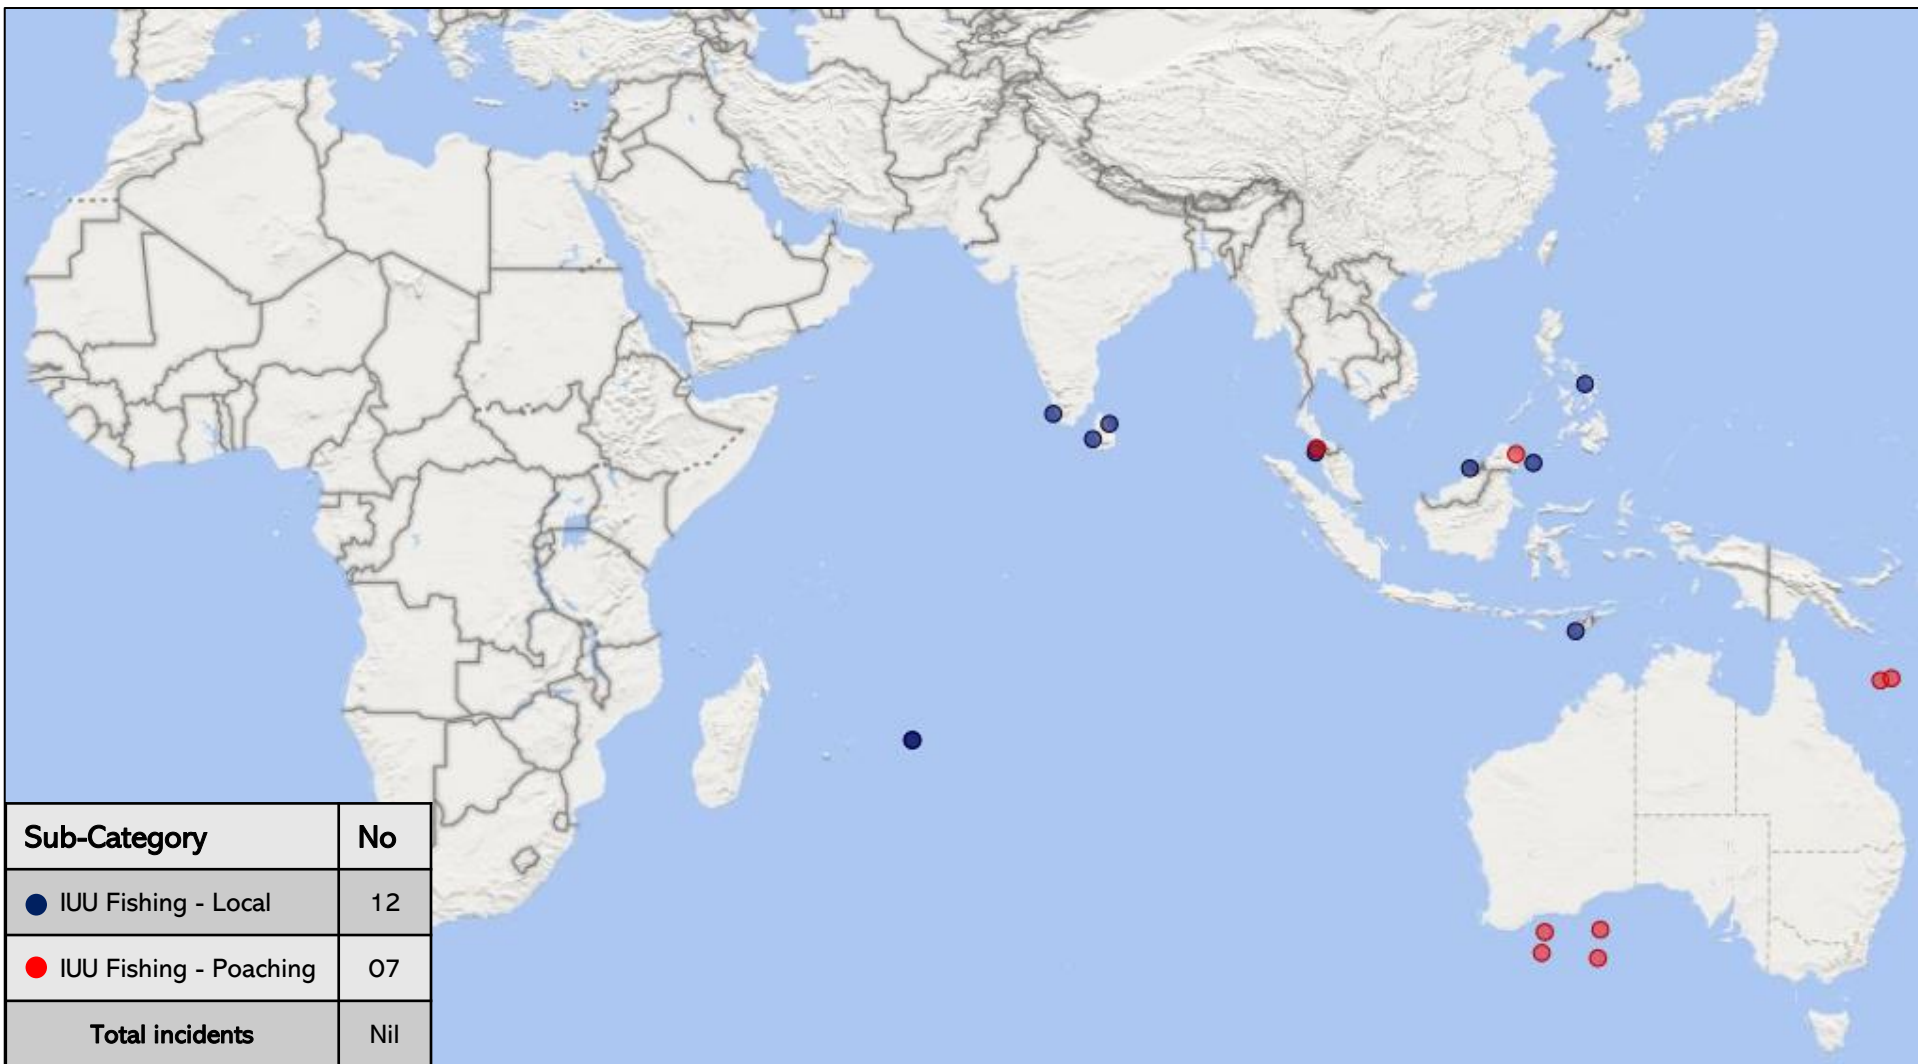 Sub-Category No
IUU Fishing - Local 12
IUU Fishing - Poaching 07
Total incidents Nil